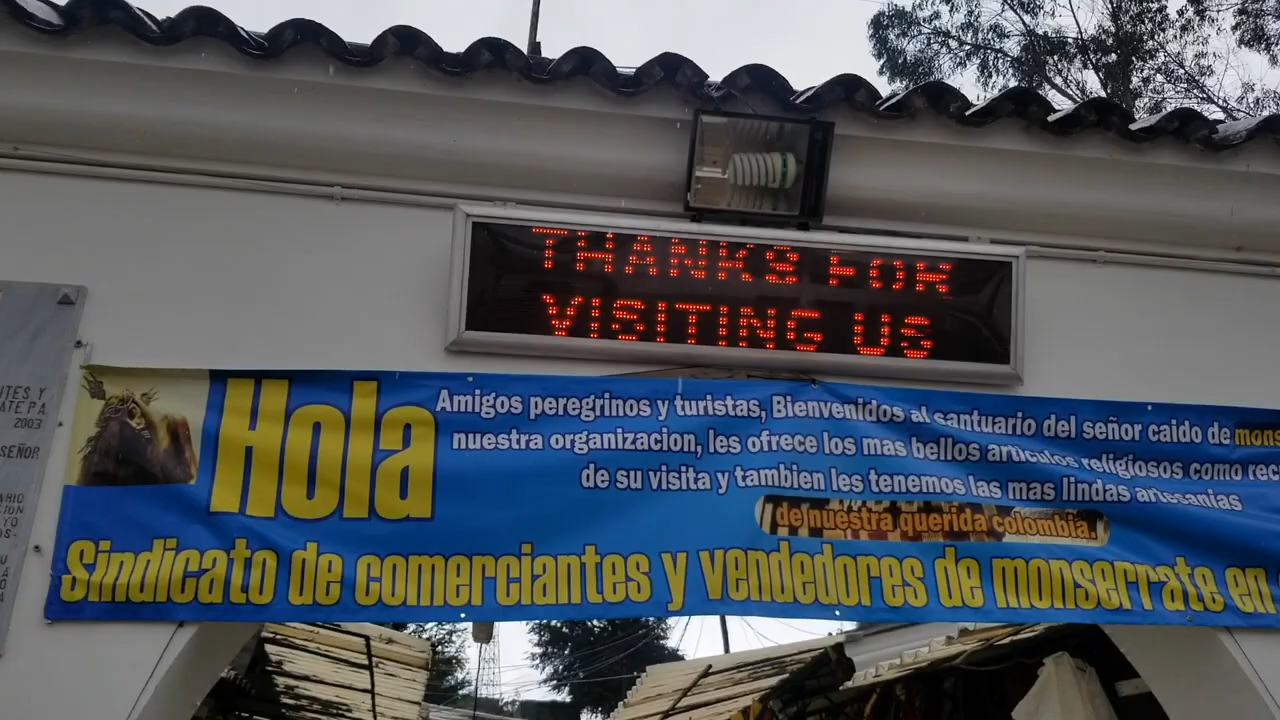 THANKS FOR
VISITING US
Hola
Amigos peregrinos y turistas, Bienvenidos al santuario del señor caido de
nuestra organizacion, les ofrece los mas bellos articulos religiosos como
de su visita y tambien les tenemos las mas lindas artesanias
de nuestra querida colombia.
Sindicato de comerciantes y vendedores de monserrate en
2003
SEÑOR